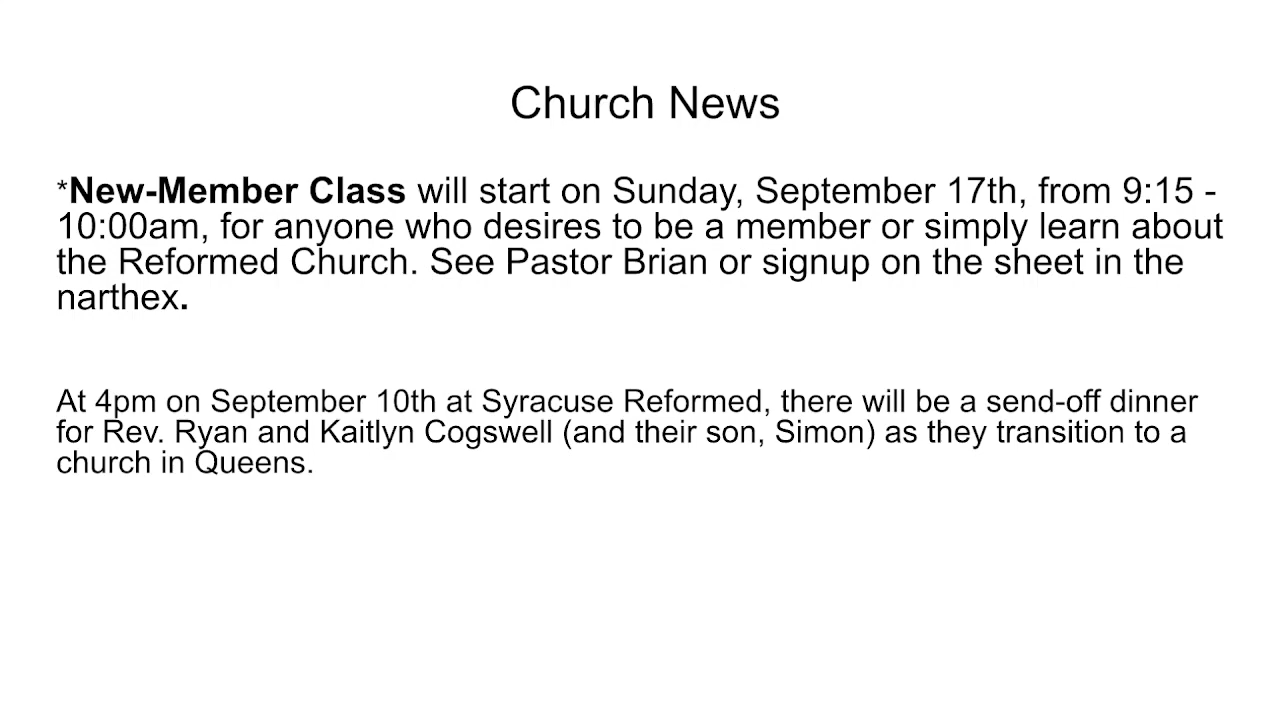 Church News
*New-Member Class will start on Sunday, September 17th, from 9:15 -
10:00am, for anyone who desires to be a member or simply learn about
the Reformed Church. See Pastor Brian or signup on the sheet in the
narthex.
At 4pm on September 10th at Syracuse Reformed, there will be a send-off dinner
for Rev. Ryan and Kaitlyn Cogswell (and their son, Simon) as they transition to a
church in Queens.